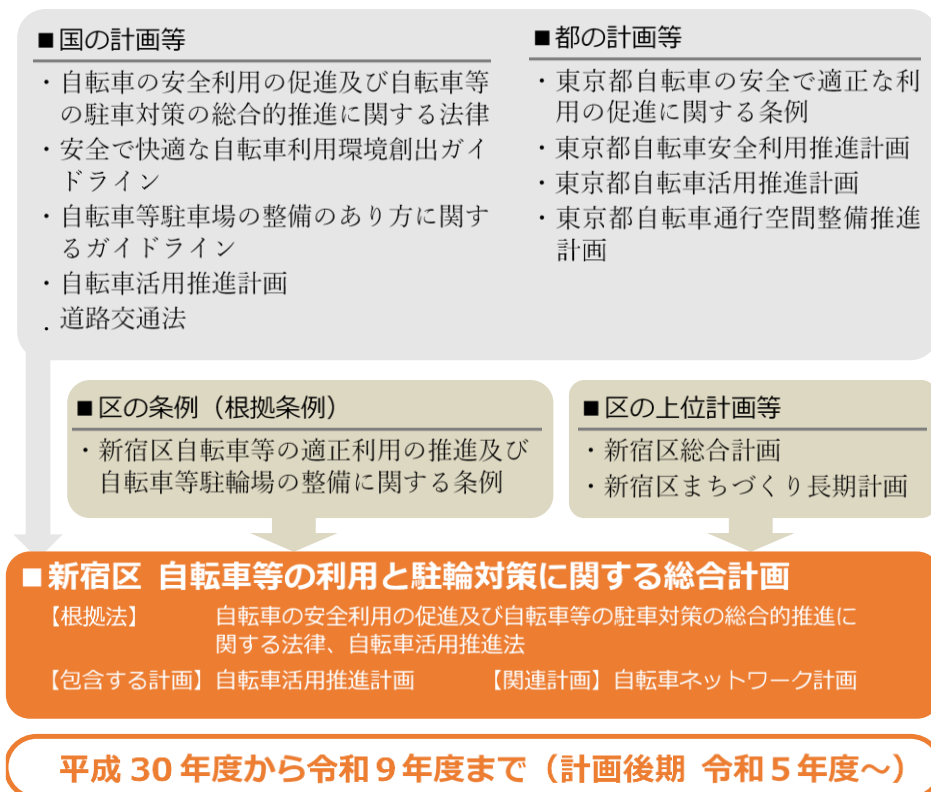 ■国の計画等
・自転車の安全利用の促進及び自転車等
の駐車対策の総合的推進に関する法律
・安全で快適な自転車利用環境創出ガイ
ドライン
・自転車等駐車場の整備のあり方に関す
るガイドライン
・自転車活用推進計画
．道路交通法
■都の計画等
・東京都自転車の安全で適正な利
用の促進に関する条例
・東京都自転車安全利用推進計画
・東京都自転車活用推進計画
・東京都自転車通行空間整備推進
計画
■区の条例（根拠条例）
・新宿区自転車等の適正利用の推進及び
自転車等駐輪場の整備に関する条例
■区の上位計画等
・新宿区総合計画
・新宿区まちづくり長期計画
■新宿区 自転車等の利用と駐輪対策に関する総合計画
【根拠法】 自転車の安全利用の促進及び自転車等の駐車対策の総合的推進に
関する法律、自転車活用推進法
【包含する計画】自転車活用推進計画 【関連計画】自転車ネットワーク計画
平成 30 年度から令和９年度まで（計画後期 令和５年度～）